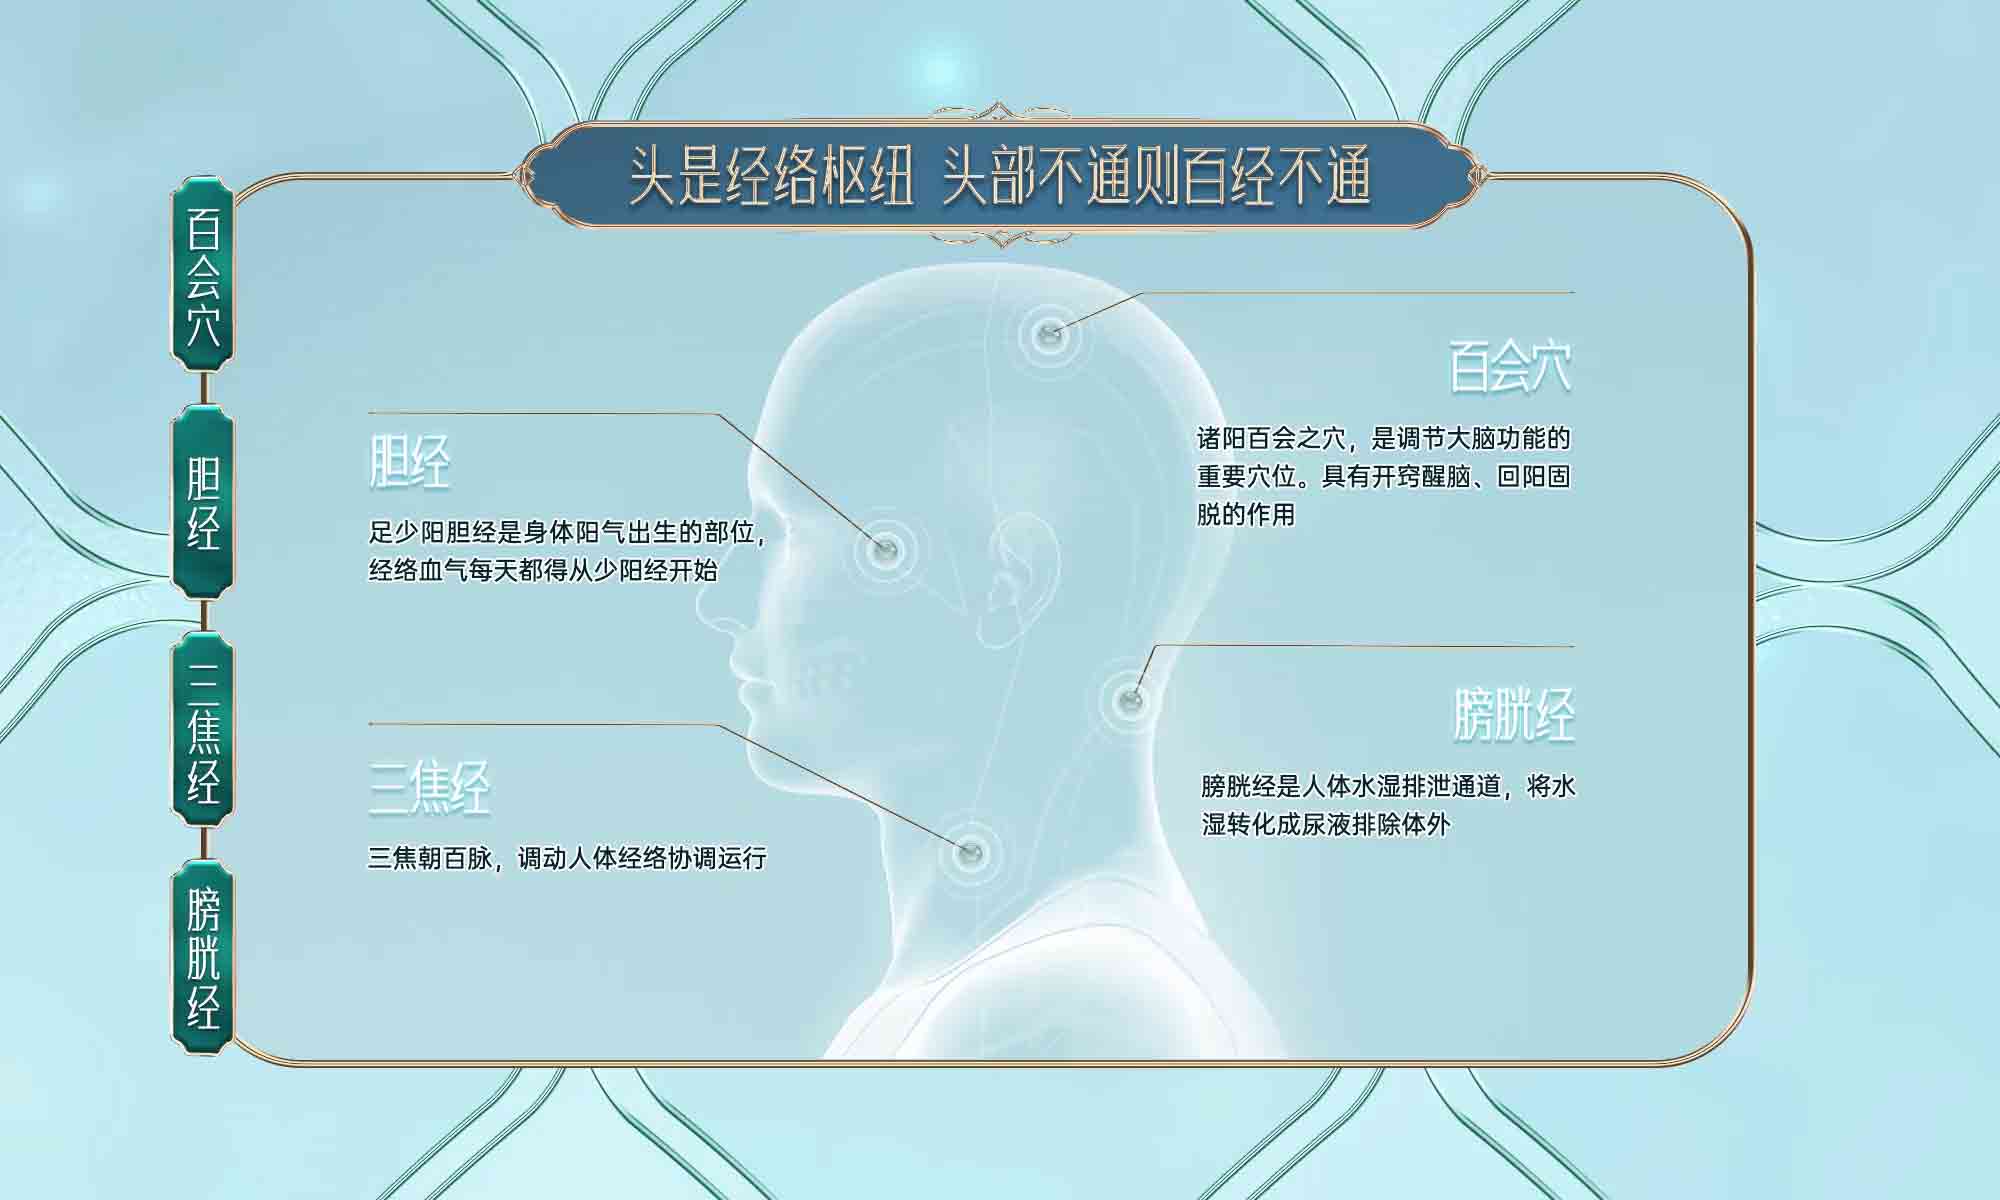 头是经络枢纽 头部不通则百经不通
百会穴
胆经
三焦经
膀胱经
胆经
足少阳胆经是身体阳气出生的部位，
经络血气每天都得从少阳经开始
三焦经
三焦朝百脉，调动人体经络协调运行
百会穴
诸阳百会之穴，是调节大脑功能的
重要穴位。具有开窍醒脑、回阳固
脱的作用
膀胱经
膀胱经是人体水湿排泄通道，将水
湿转化成尿液排除体外